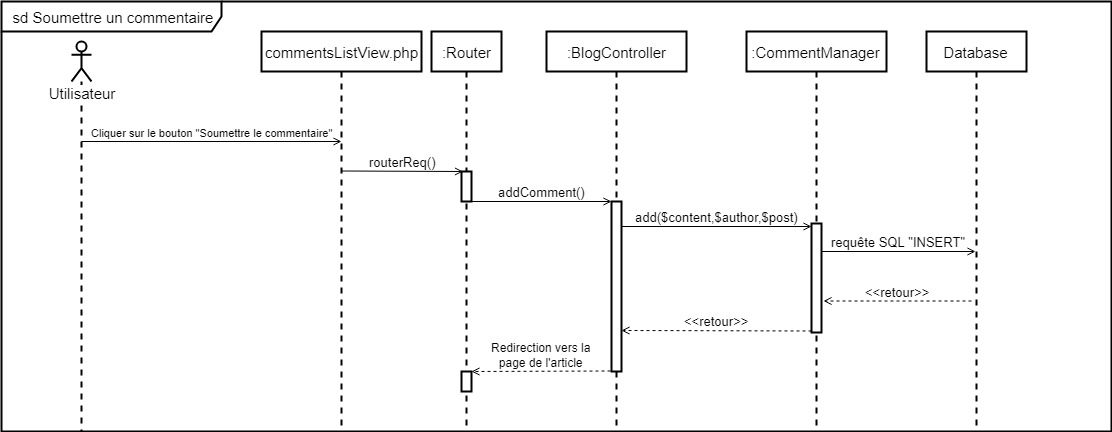 sd Soumettre un commentaire
Utilisateur
commentsListView.php
:Router
:BlogController
:CommentManager
Database
Cliquer sur le bouton "Soumettre le commentaire"
routerReq()
addComment()
add($content,$author,$post)
requête SQL "INSERT"
<<retour>>
<<retour>>
Redirection vers la
page de l'article